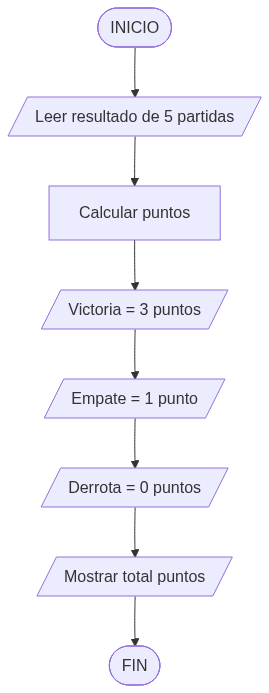 INICIO
Leer resultado de 5 partidas
Calcular puntos
Victoria = 3 puntos
Empate = 1 punto
Derrota = 0 puntos
Mostrar total puntos
FIN